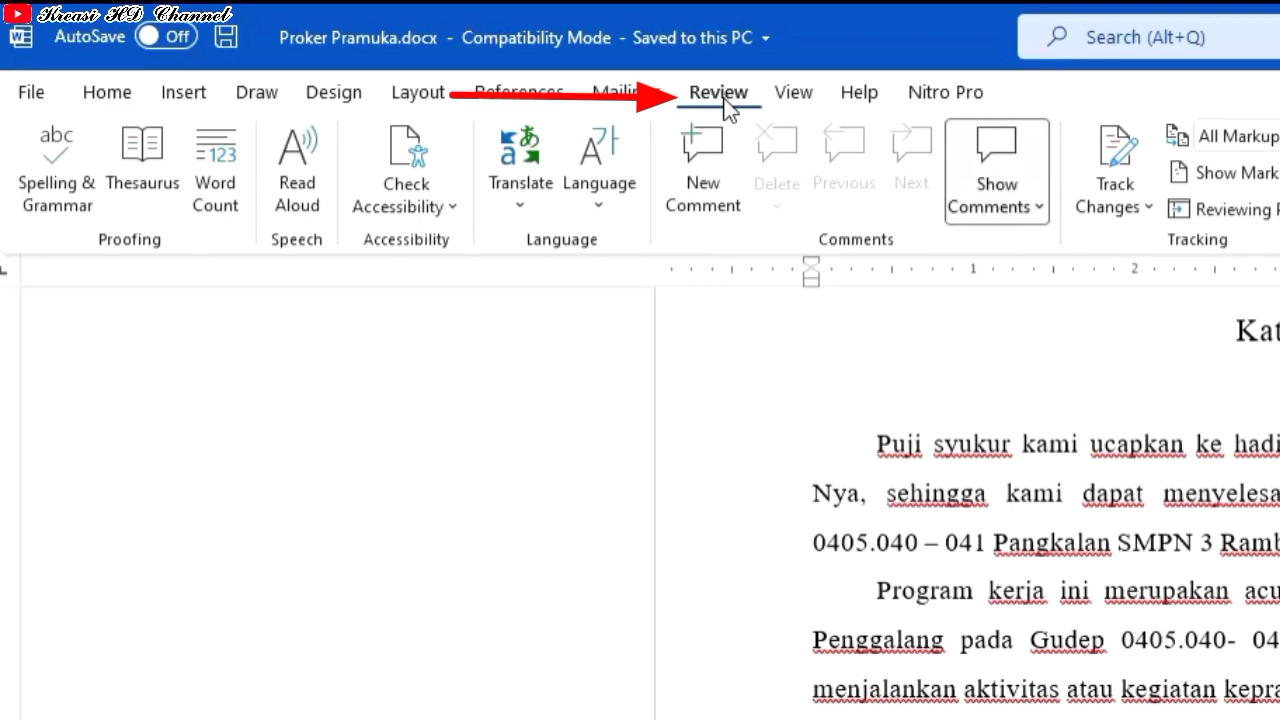 Kreasi HD Channel
AutoSave Off Proker Pramuka.docx - Compatibility Mode - Saved to this PC Search (Alt+Q)
File Home Insert Draw Design Layout References Review View Help Nitro Pro
abc
Spelling & Grammar
Thesaurus
123
Word Count
Read Aloud
Check Accessibility
Translate
Language
New Comment
Delete
Previous
Next
Show Comments
Track Changes
All Markup
Show Mark
Reviewing
Proofing Speech Accessibility Language Comments Tracking
1 2
Kat
Puji syukur kami ucapkan ke hadi
Nya, sehingga kami dapat menyelesa
0405.040 – 041 Pangkalan SMPN 3 Ramb
Program kerja ini merupakan acu
Penggalang pada Gudep 0405.040- 04
menjalankan aktivitas atau kegiatan kepra